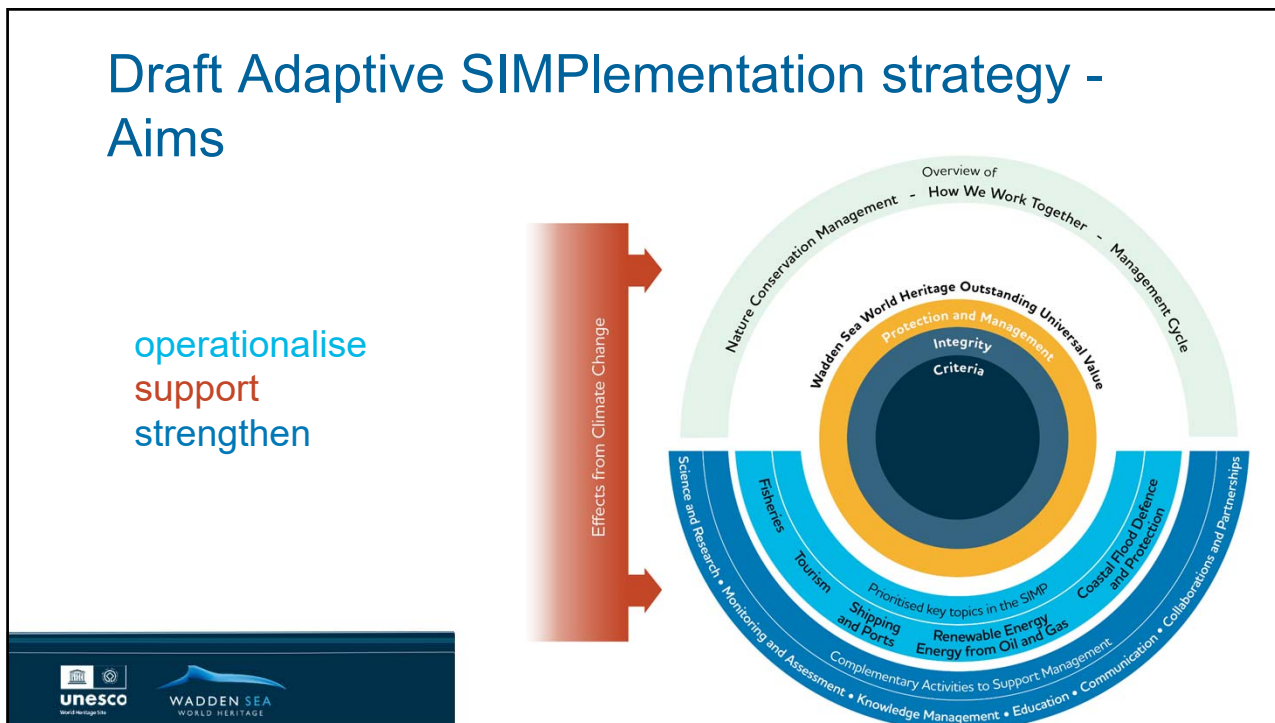 Draft Adaptive SIMPlementation strategy -
Aims
operationalise
support
strengthen
Effects from Climate Change
Overview of
Nature Conservation Management - How We Work Together - Management Cycle
Wadden Sea World Heritage Outstanding Universal Value
Protection and Management
Integrity
Criteria
Fisheries
Tourism
Shipping
and Ports
Renewable Energy
Energy from Oil and Gas
Coastal Flood Defence
and Protection
Prioritised key topics in the SIMP
Complementary Activities to Support Management
Science and Research • Monitoring and Assessment • Knowledge Management • Education • Communication • Collaborations and Partnerships
unesco
World Heritage Site
WADDEN SEA
WORLD HERITAGE